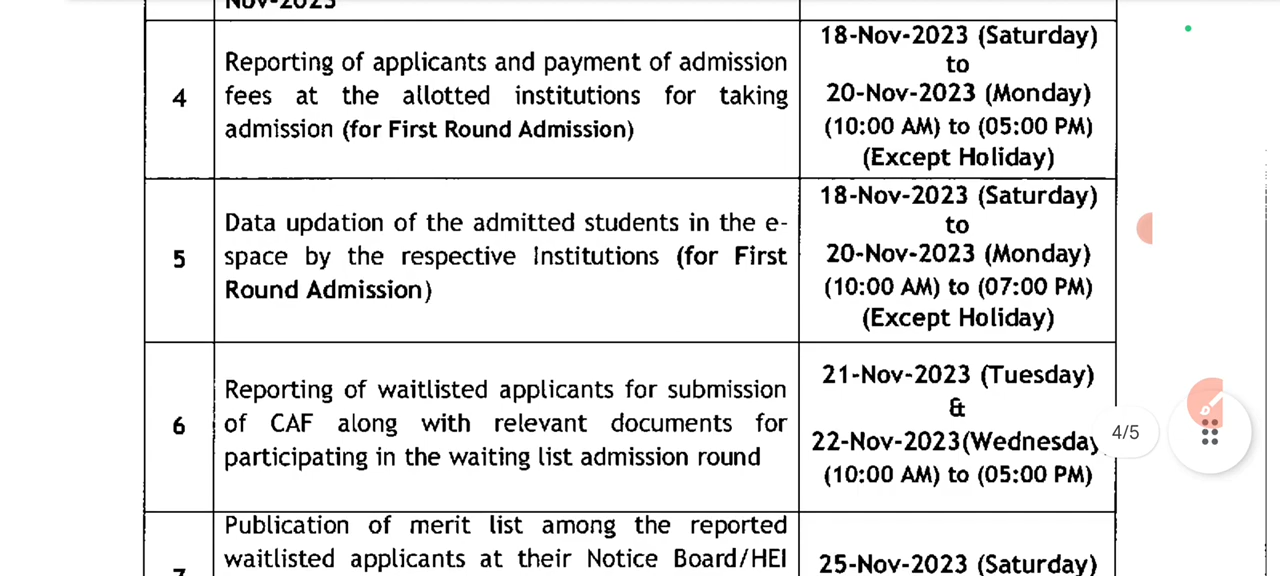 Nov-2023
4
Reporting of applicants and payment of admission
fees at the allotted institutions for taking
admission (for First Round Admission)
18-Nov-2023 (Saturday)
to
20-Nov-2023 (Monday)
(10:00 AM) to (05:00 PM)
(Except Holiday)
5
Data updation of the admitted students in the e-
space by the respective Institutions (for First
Round Admission)
18-Nov-2023 (Saturday)
to
20-Nov-2023 (Monday)
(10:00 AM) to (07:00 PM)
(Except Holiday)
6
Reporting of waitlisted applicants for submission
of CAF along with relevant documents for
participating in the waiting list admission round
21-Nov-2023 (Tuesday)
&
22-Nov-2023(Wednesday
(10:00 AM) to (05:00 PM)
4/5
7
Publication of merit list among the reported
waitlisted applicants at their Notice Board/HEI
25-Nov-2023 (Saturday)